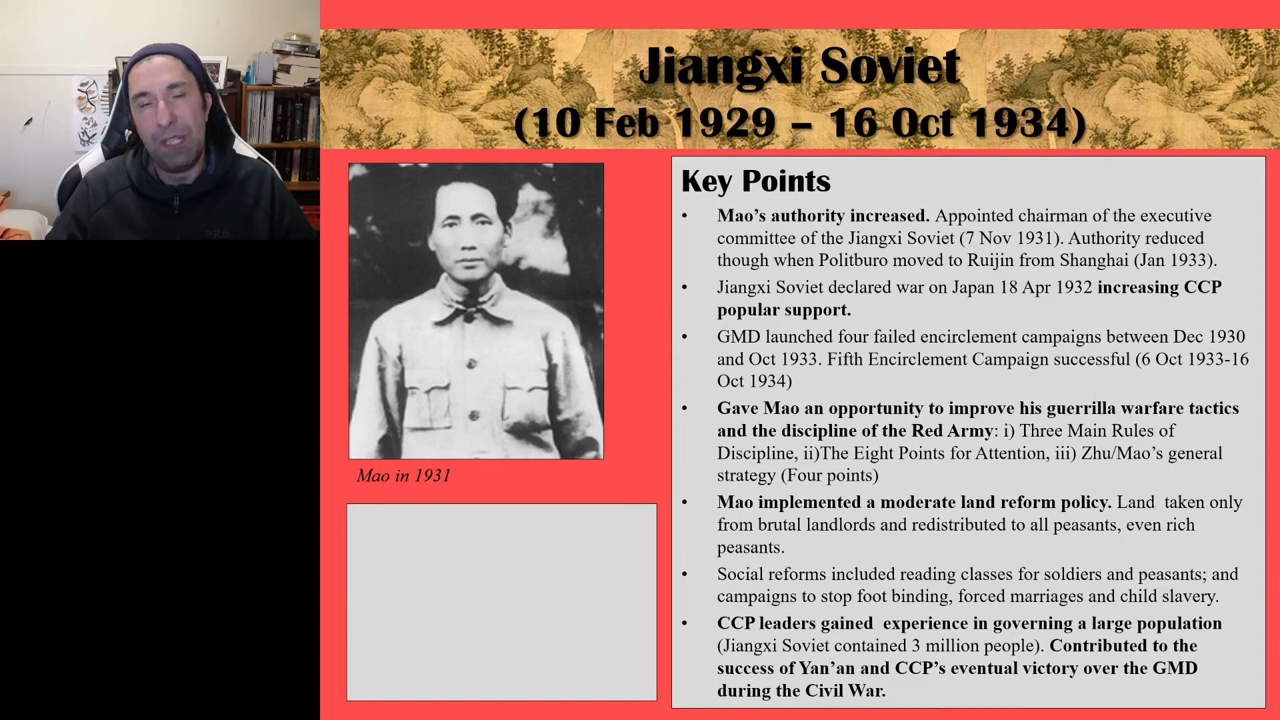 Jiangxi Soviet
(10 Feb 1929 – 16 Oct 1934)
Mao in 1931
Key Points
• Mao's authority increased. Appointed chairman of the executive
committee of the Jiangxi Soviet (7 Nov 1931). Authority reduced
though when Politburo moved to Ruijin from Shanghai (Jan 1933).
• Jiangxi Soviet declared war on Japan 18 Apr 1932 increasing CCP
popular support.
• GMD launched four failed encirclement campaigns between Dec 1930
and Oct 1933. Fifth Encirclement Campaign successful (6 Oct 1933-16
Oct 1934)
• Gave Mao an opportunity to improve his guerrilla warfare tactics
and the discipline of the Red Army: i) Three Main Rules of
Discipline, ii)The Eight Points for Attention, iii) Zhu/Mao's general
strategy (Four points)
• Mao implemented a moderate land reform policy. Land  taken only
from brutal landlords and redistributed to all peasants, even rich
peasants.
• Social reforms included reading classes for soldiers and peasants; and
campaigns to stop foot binding, forced marriages and child slavery.
• CCP leaders gained  experience in governing a large population
(Jiangxi Soviet contained 3 million people). Contributed to the
success of Yan'an and CCP's eventual victory over the GMD
during the Civil War.